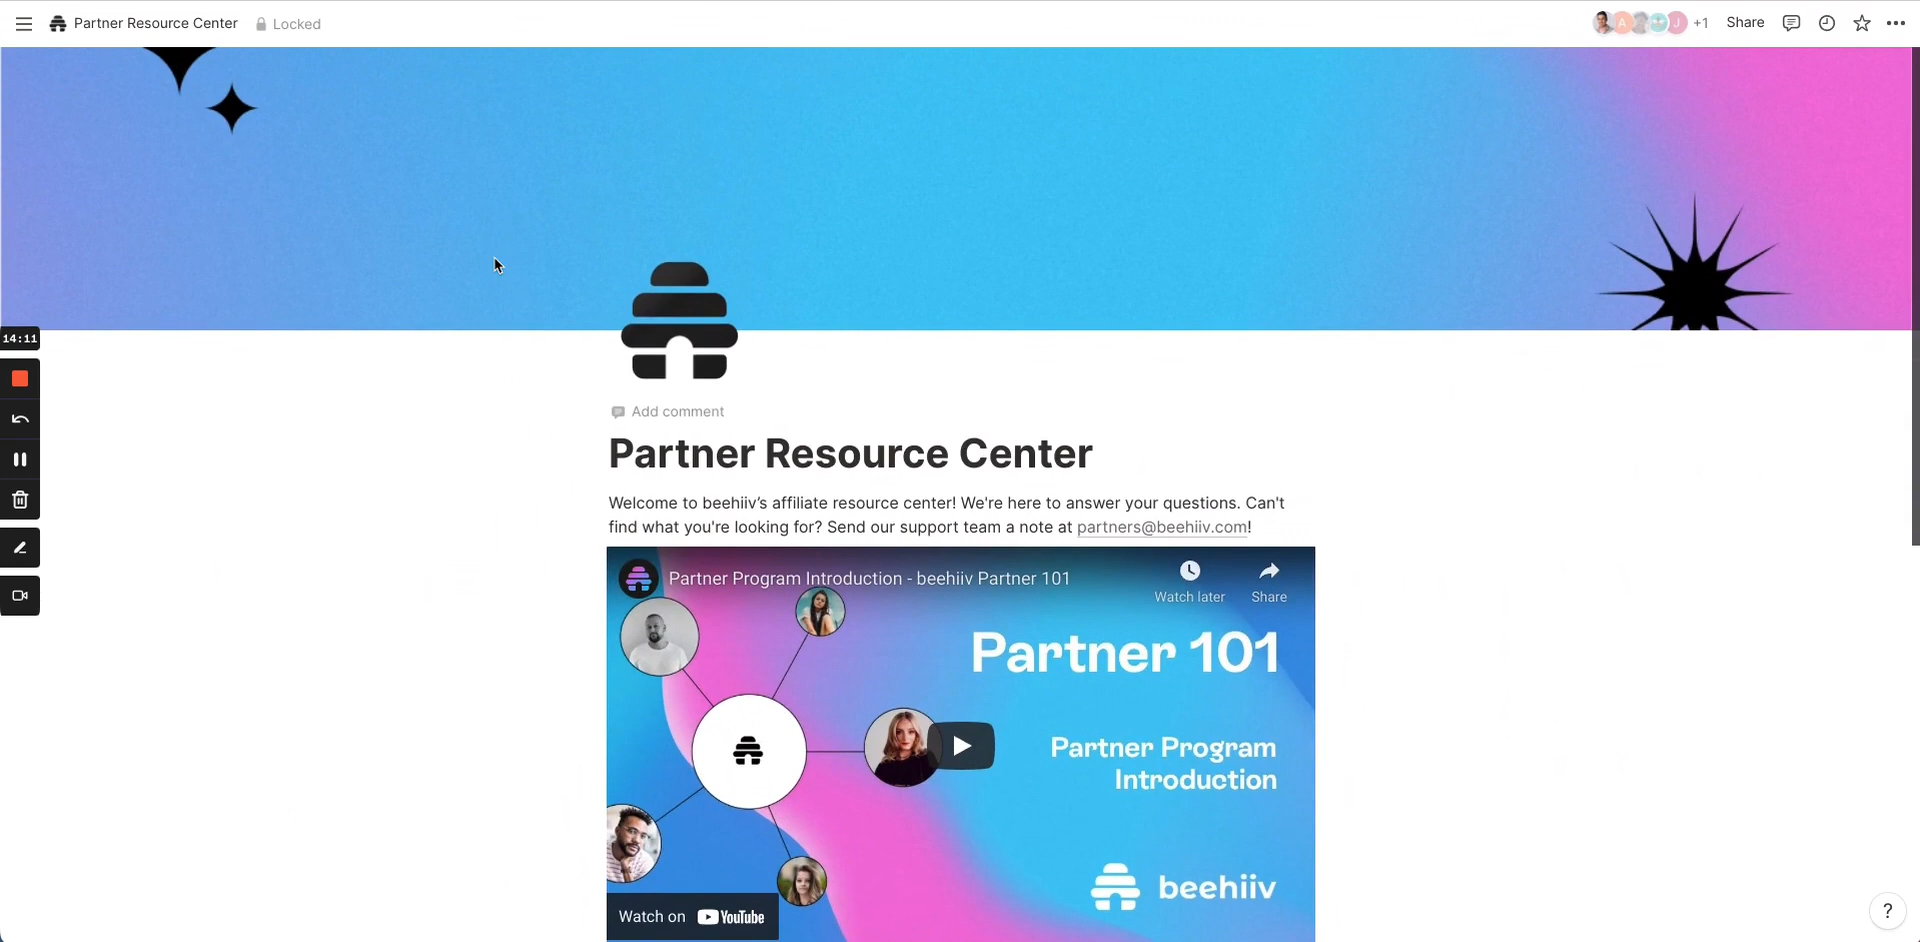 Partner Resource Center
Locked
A
J
+1
Share
14:11
Add comment
Partner Resource Center
Welcome to beehiiv’s affiliate resource center! We're here to answer your questions. Can't
find what you're looking for? Send our support team a note at partners@beehiiv.com!
Partner Program Introduction - beehiiv Partner 101
Watch later
Share
Partner 101
Partner Program
Introduction
beehiiv
Watch on YouTube
?